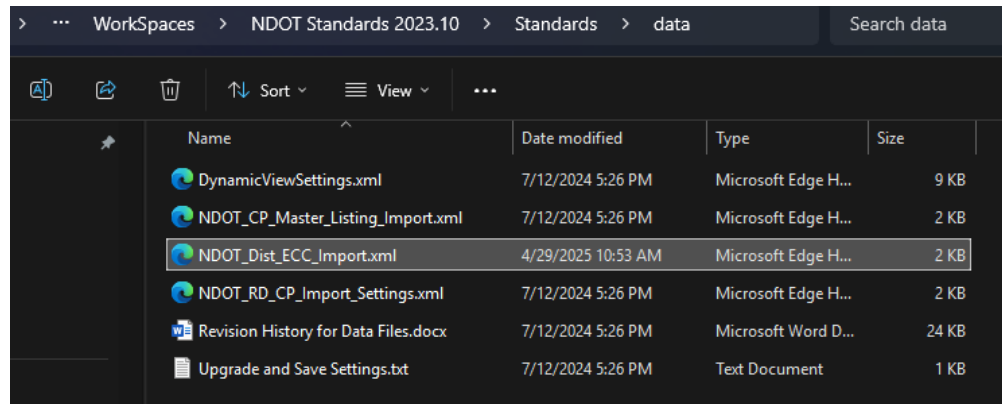 > ··· WorkSpaces > NDOT Standards 2023.10 > Standards > data Search data
Sort View ···
Name Date modified Type Size
DynamicViewSettings.xml 7/12/2024 5:26 PM Microsoft Edge H... 9 KB
NDOT_CP_Master_Listing_Import.xml 7/12/2024 5:26 PM Microsoft Edge H... 2 KB
NDOT_Dist_ECC_Import.xml 4/29/2025 10:53 AM Microsoft Edge H... 2 KB
NDOT_RD_CP_Import_Settings.xml 7/12/2024 5:26 PM Microsoft Edge H... 2 KB
Revision History for Data Files.docx 7/12/2024 5:26 PM Microsoft Word D... 24 KB
Upgrade and Save Settings.txt 7/12/2024 5:26 PM Text Document 1 KB